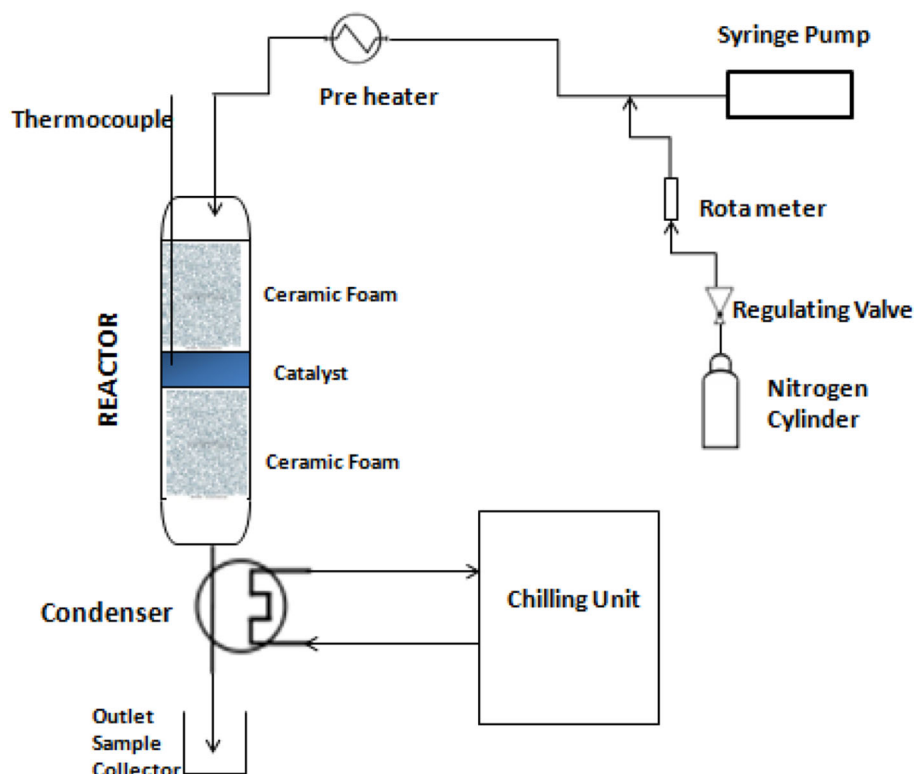 Syringe Pump
Pre heater
Thermocouple
Rota meter
Ceramic Foam
Regulating Valve
REACTOR
Catalyst
Nitrogen
Cylinder
Ceramic Foam
Chilling Unit
Condenser
Outlet
Sample
Collector